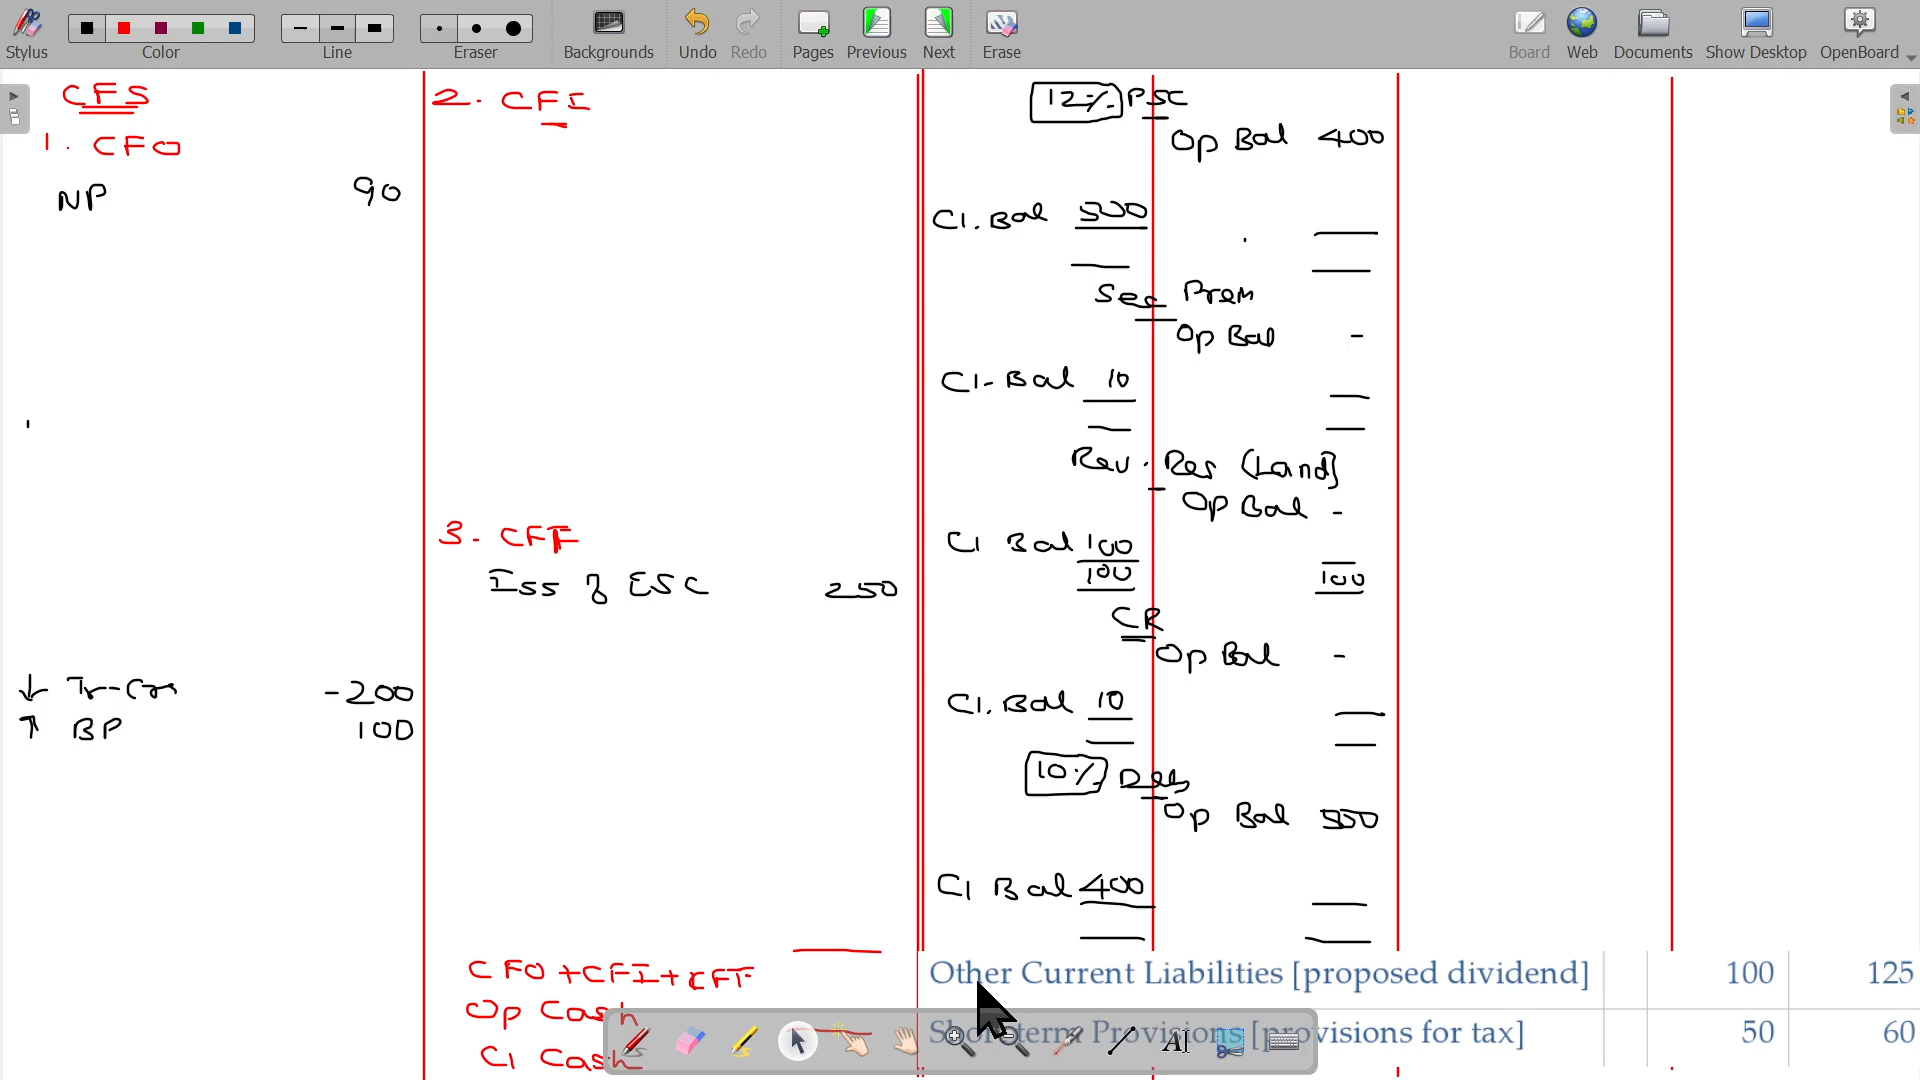 Stylus
Color
Line
Eraser
Backgrounds
Undo
Redo
Pages
Previous
Next
Erase
Board
Web
Documents
Show Desktop
OpenBoard
CFS
1. CFO
NP 90
↓ Tr-Crs -200
↑ BP 100
2. CFI
3. CFF
Iss of ESC 250
CFO+CFI+CFF
Op Cash
Cl Cash
12% PSC
Op Bal 400
Cl. Bal 500
Sec Prem
Op Bal -
Cl- Bal 10
Rev. Res (Land)
Op Bal -
Cl Bal 100
100 100
CR
Op Bal -
Cl. Bal 10
10% Deb
Op Bal 500
Cl Bal 400
Other Current Liabilities [proposed dividend] 100 125
Short term Provisions [provisions for tax] 50 60